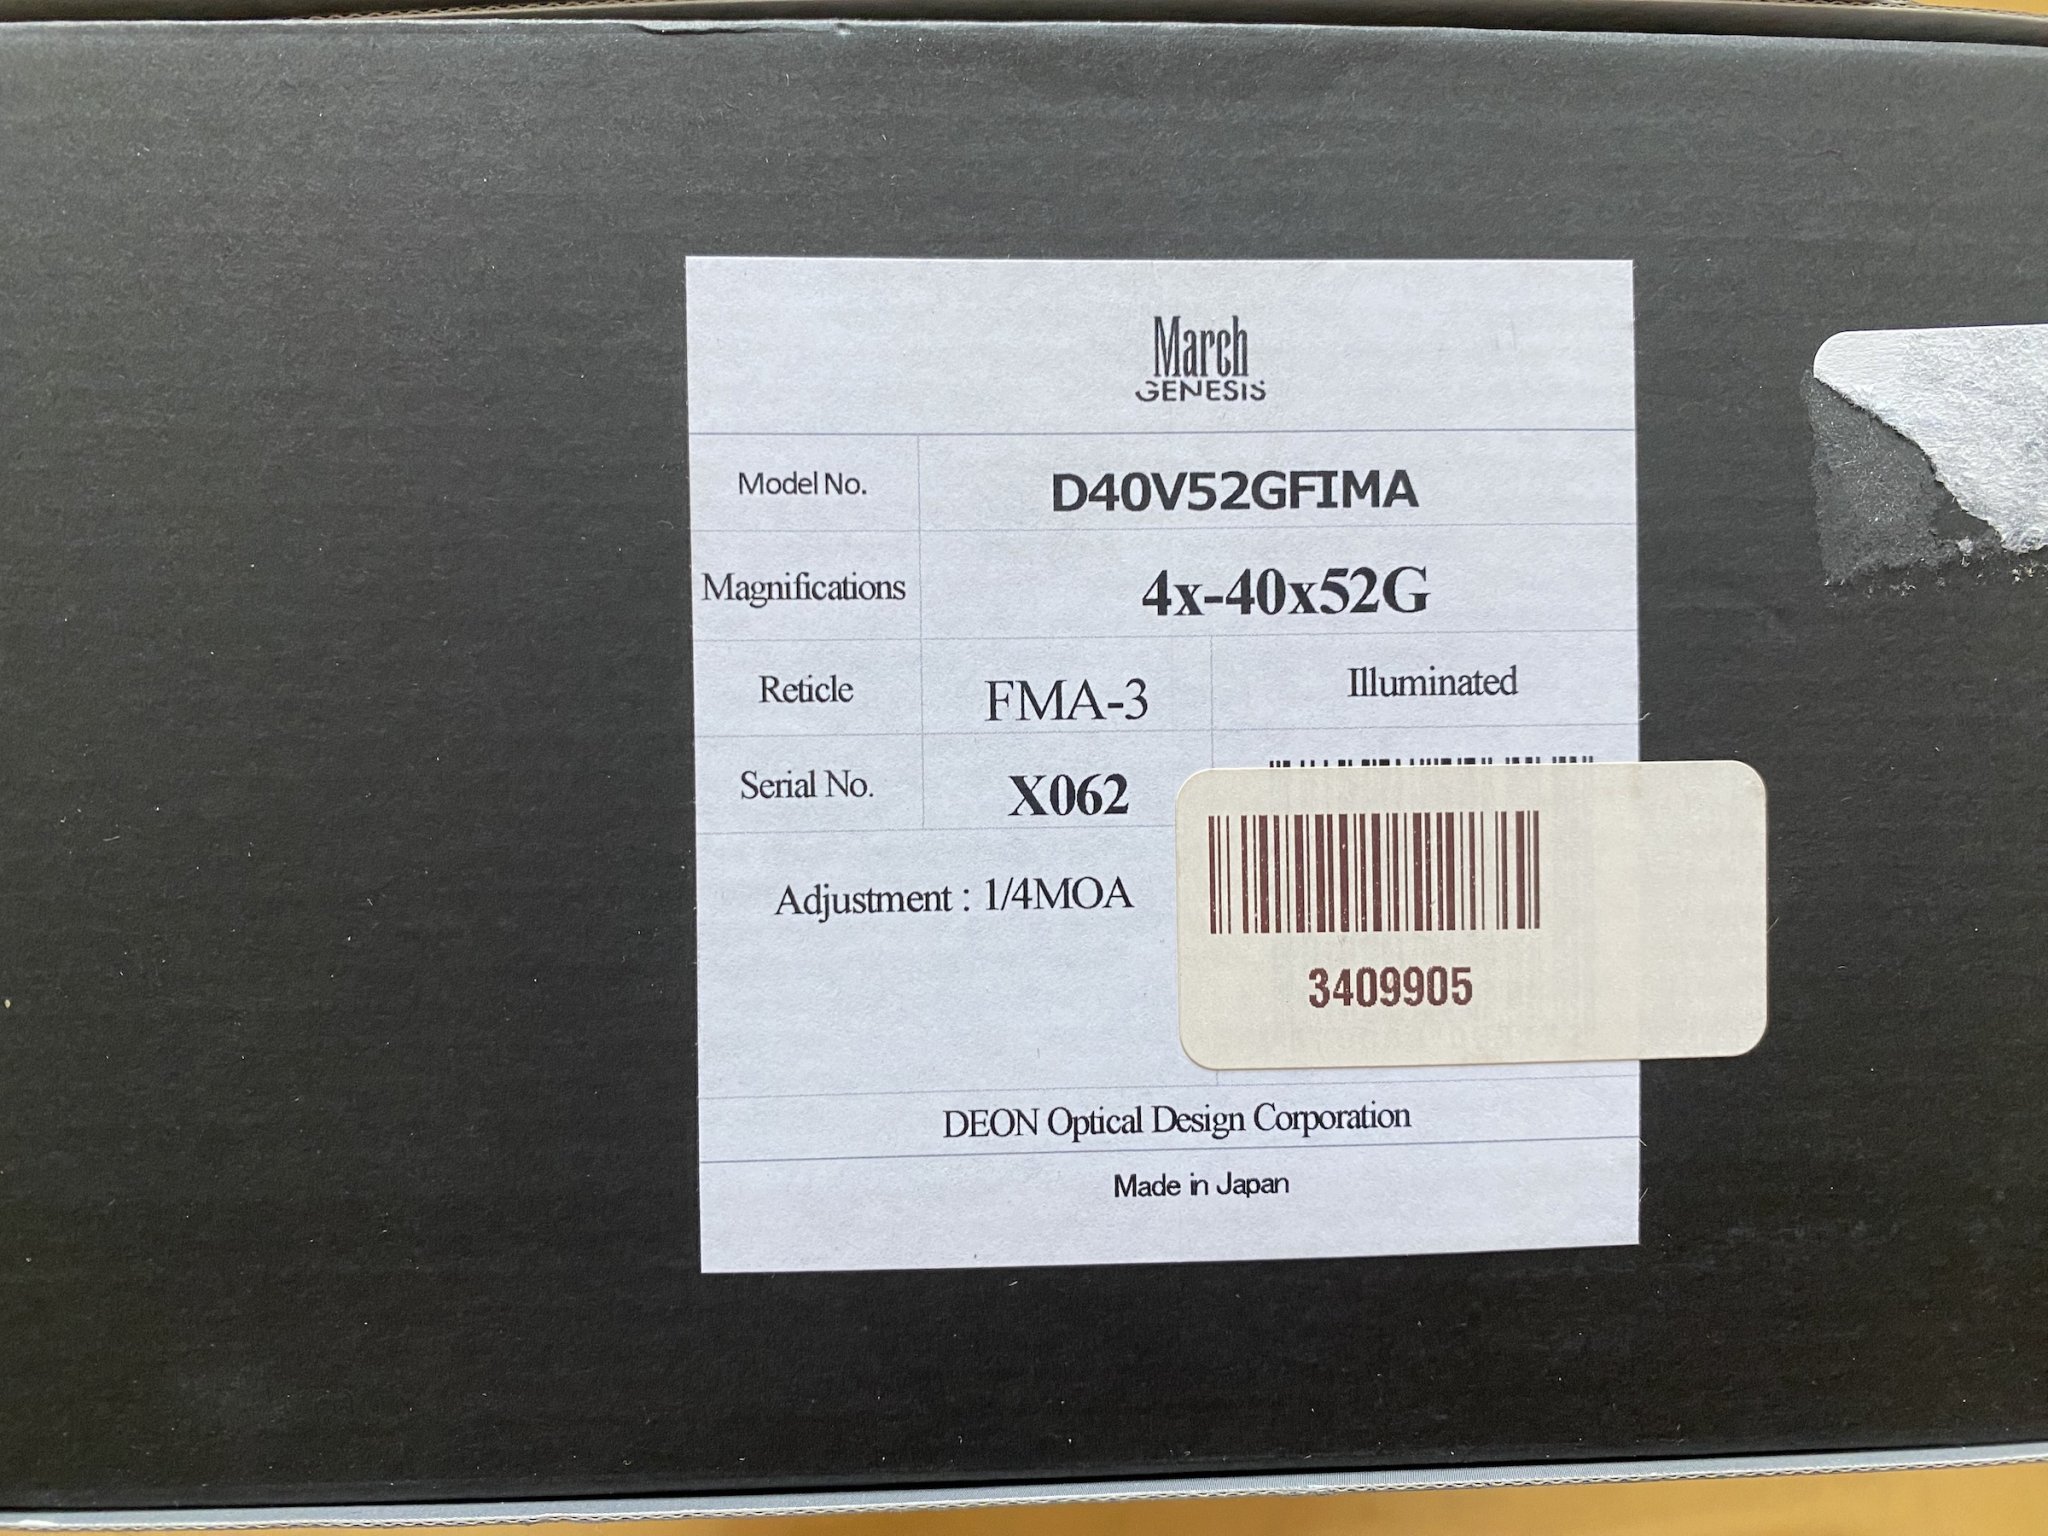 March
GENESIS
Model No. D40V52GFIMA
Magnifications 4x-40x52G
Reticle FMA-3 Illuminated
Serial No. X062
Adjustment : 1/4MOA
3409905
DEON Optical Design Corporation
Made in Japan